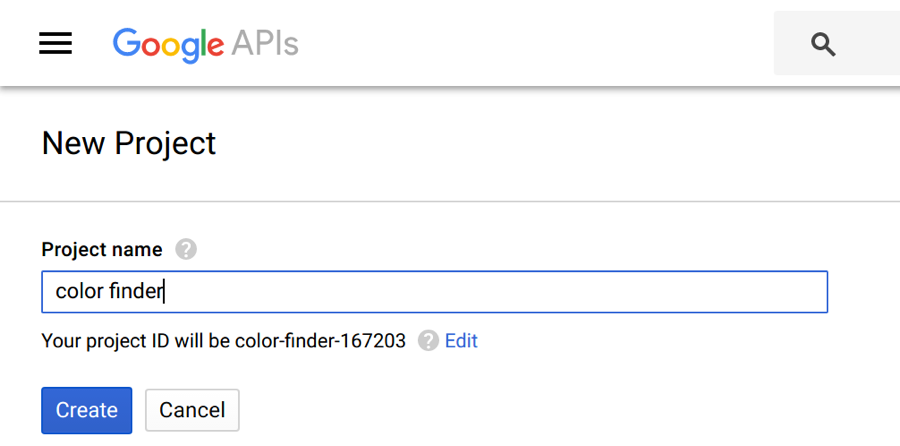 Google APIs
New Project
Project name ?
color finder
Your project ID will be color-finder-167203 ? Edit
Create Cancel